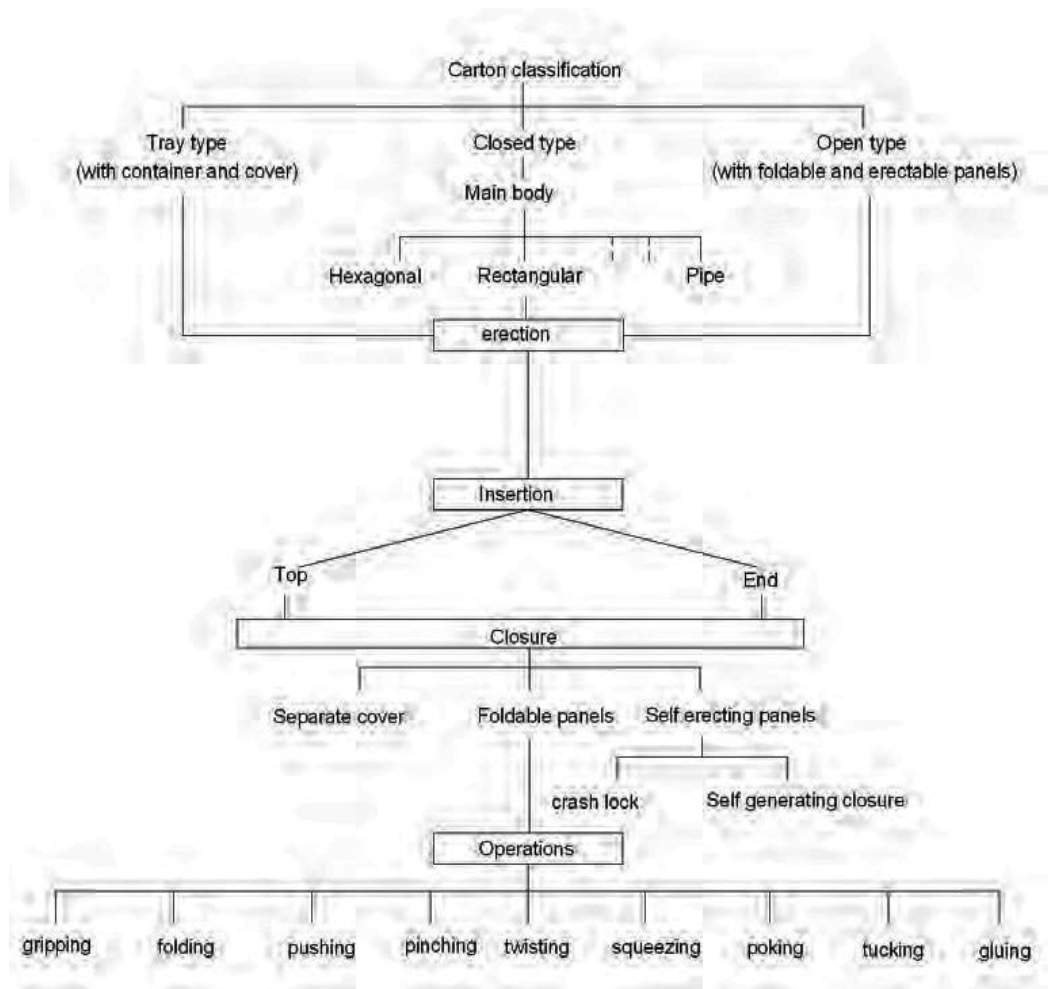 Carton classification
Tray type
(with container and cover)
Closed type
Open type
(with foldable and erectable panels)
Main body
Hexagonal
Rectangular
Pipe
erection
Insertion
Top
End
Closure
Separate cover
Foldable panels
Self erecting panels
crash lock
Self generating closure
Operations
gripping
folding
pushing
pinching
twisting
squeezing
poking
tucking
gluing